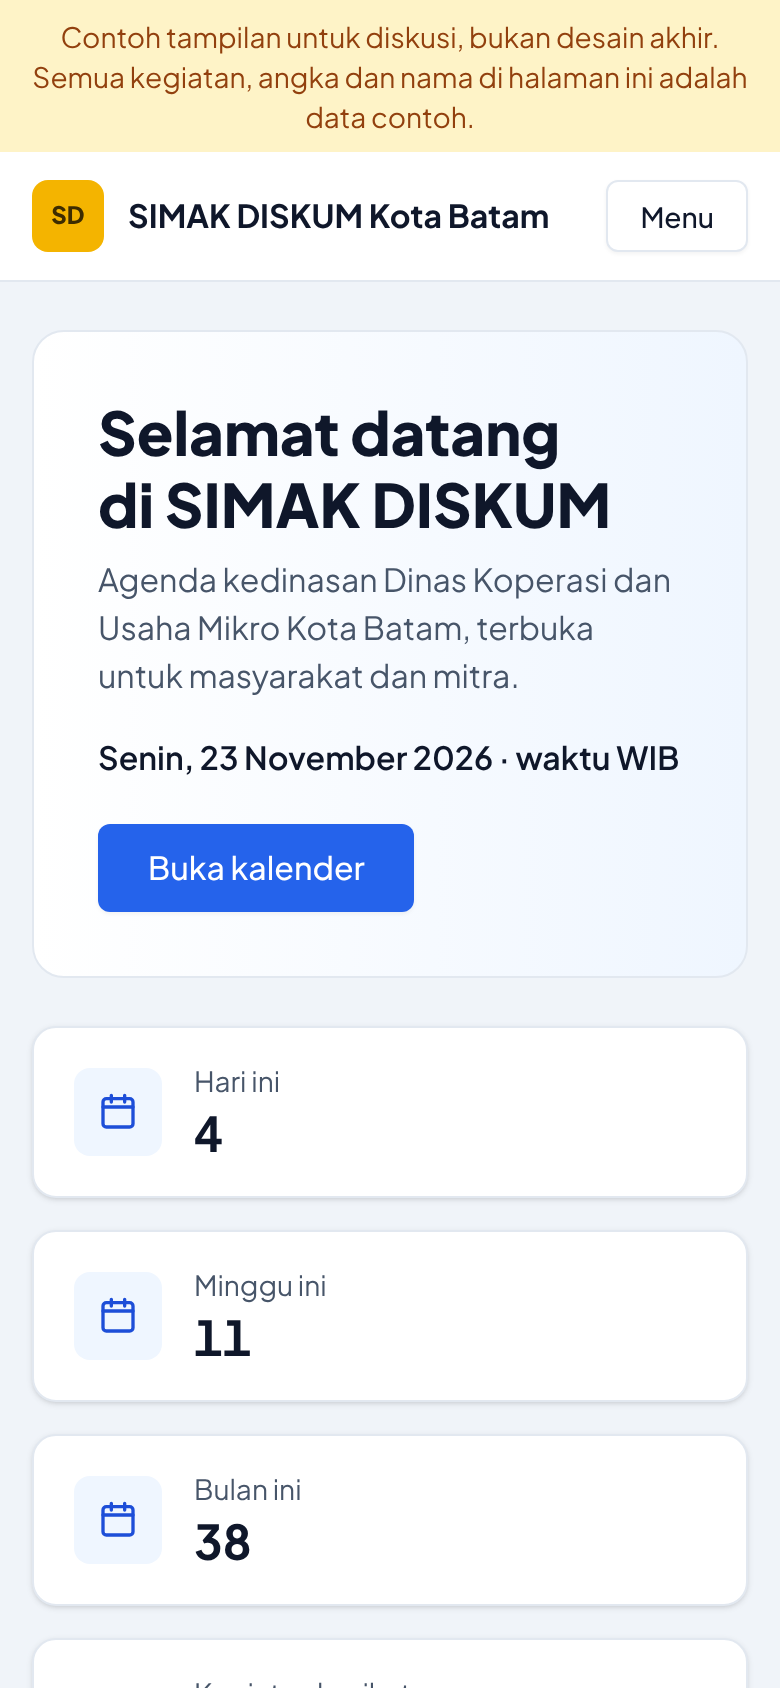 Contoh tampilan untuk diskusi, bukan desain akhir.
Semua kegiatan, angka dan nama di halaman ini adalah
data contoh.
SD
SIMAK DISKUM Kota Batam
Menu
Selamat datang
di SIMAK DISKUM
Agenda kedinasan Dinas Koperasi dan
Usaha Mikro Kota Batam, terbuka
untuk masyarakat dan mitra.
Senin, 23 November 2026 · waktu WIB
Buka kalender
Hari ini
4
Minggu ini
11
Bulan ini
38